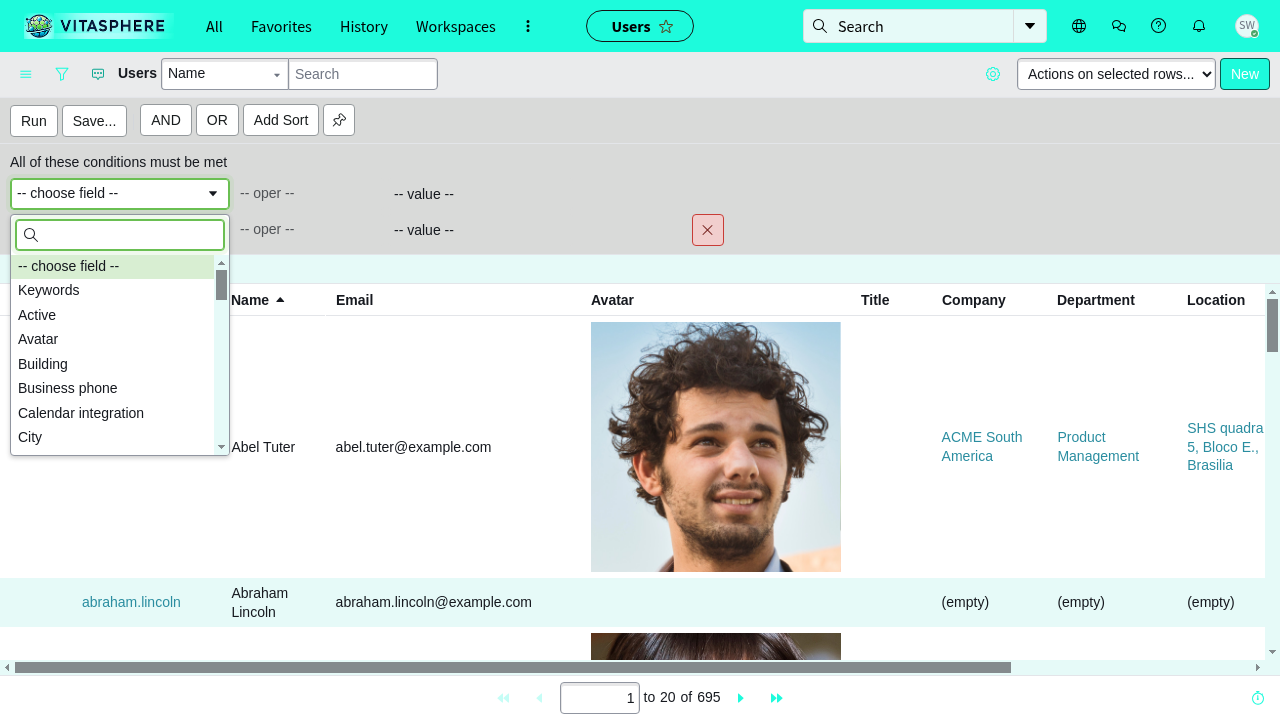 VITASPHERE
All
Favorites
History
Workspaces
Users
Search
SW
Users
Name
Search
Actions on selected rows...
New
Run
Save...
AND
OR
Add Sort
All of these conditions must be met
-- choose field --
-- oper --
-- value --
-- oper --
-- value --
-- choose field --
Keywords
Active
Avatar
Building
Business phone
Calendar integration
City
Name
Email
Avatar
Title
Company
Department
Location
Abel Tuter
abel.tuter@example.com
ACME South
America
Product
Management
SHS quadra
5, Bloco E.,
Brasilia
abraham.lincoln
Abraham
Lincoln
abraham.lincoln@example.com
(empty)
(empty)
(empty)
1
to 20 of 695